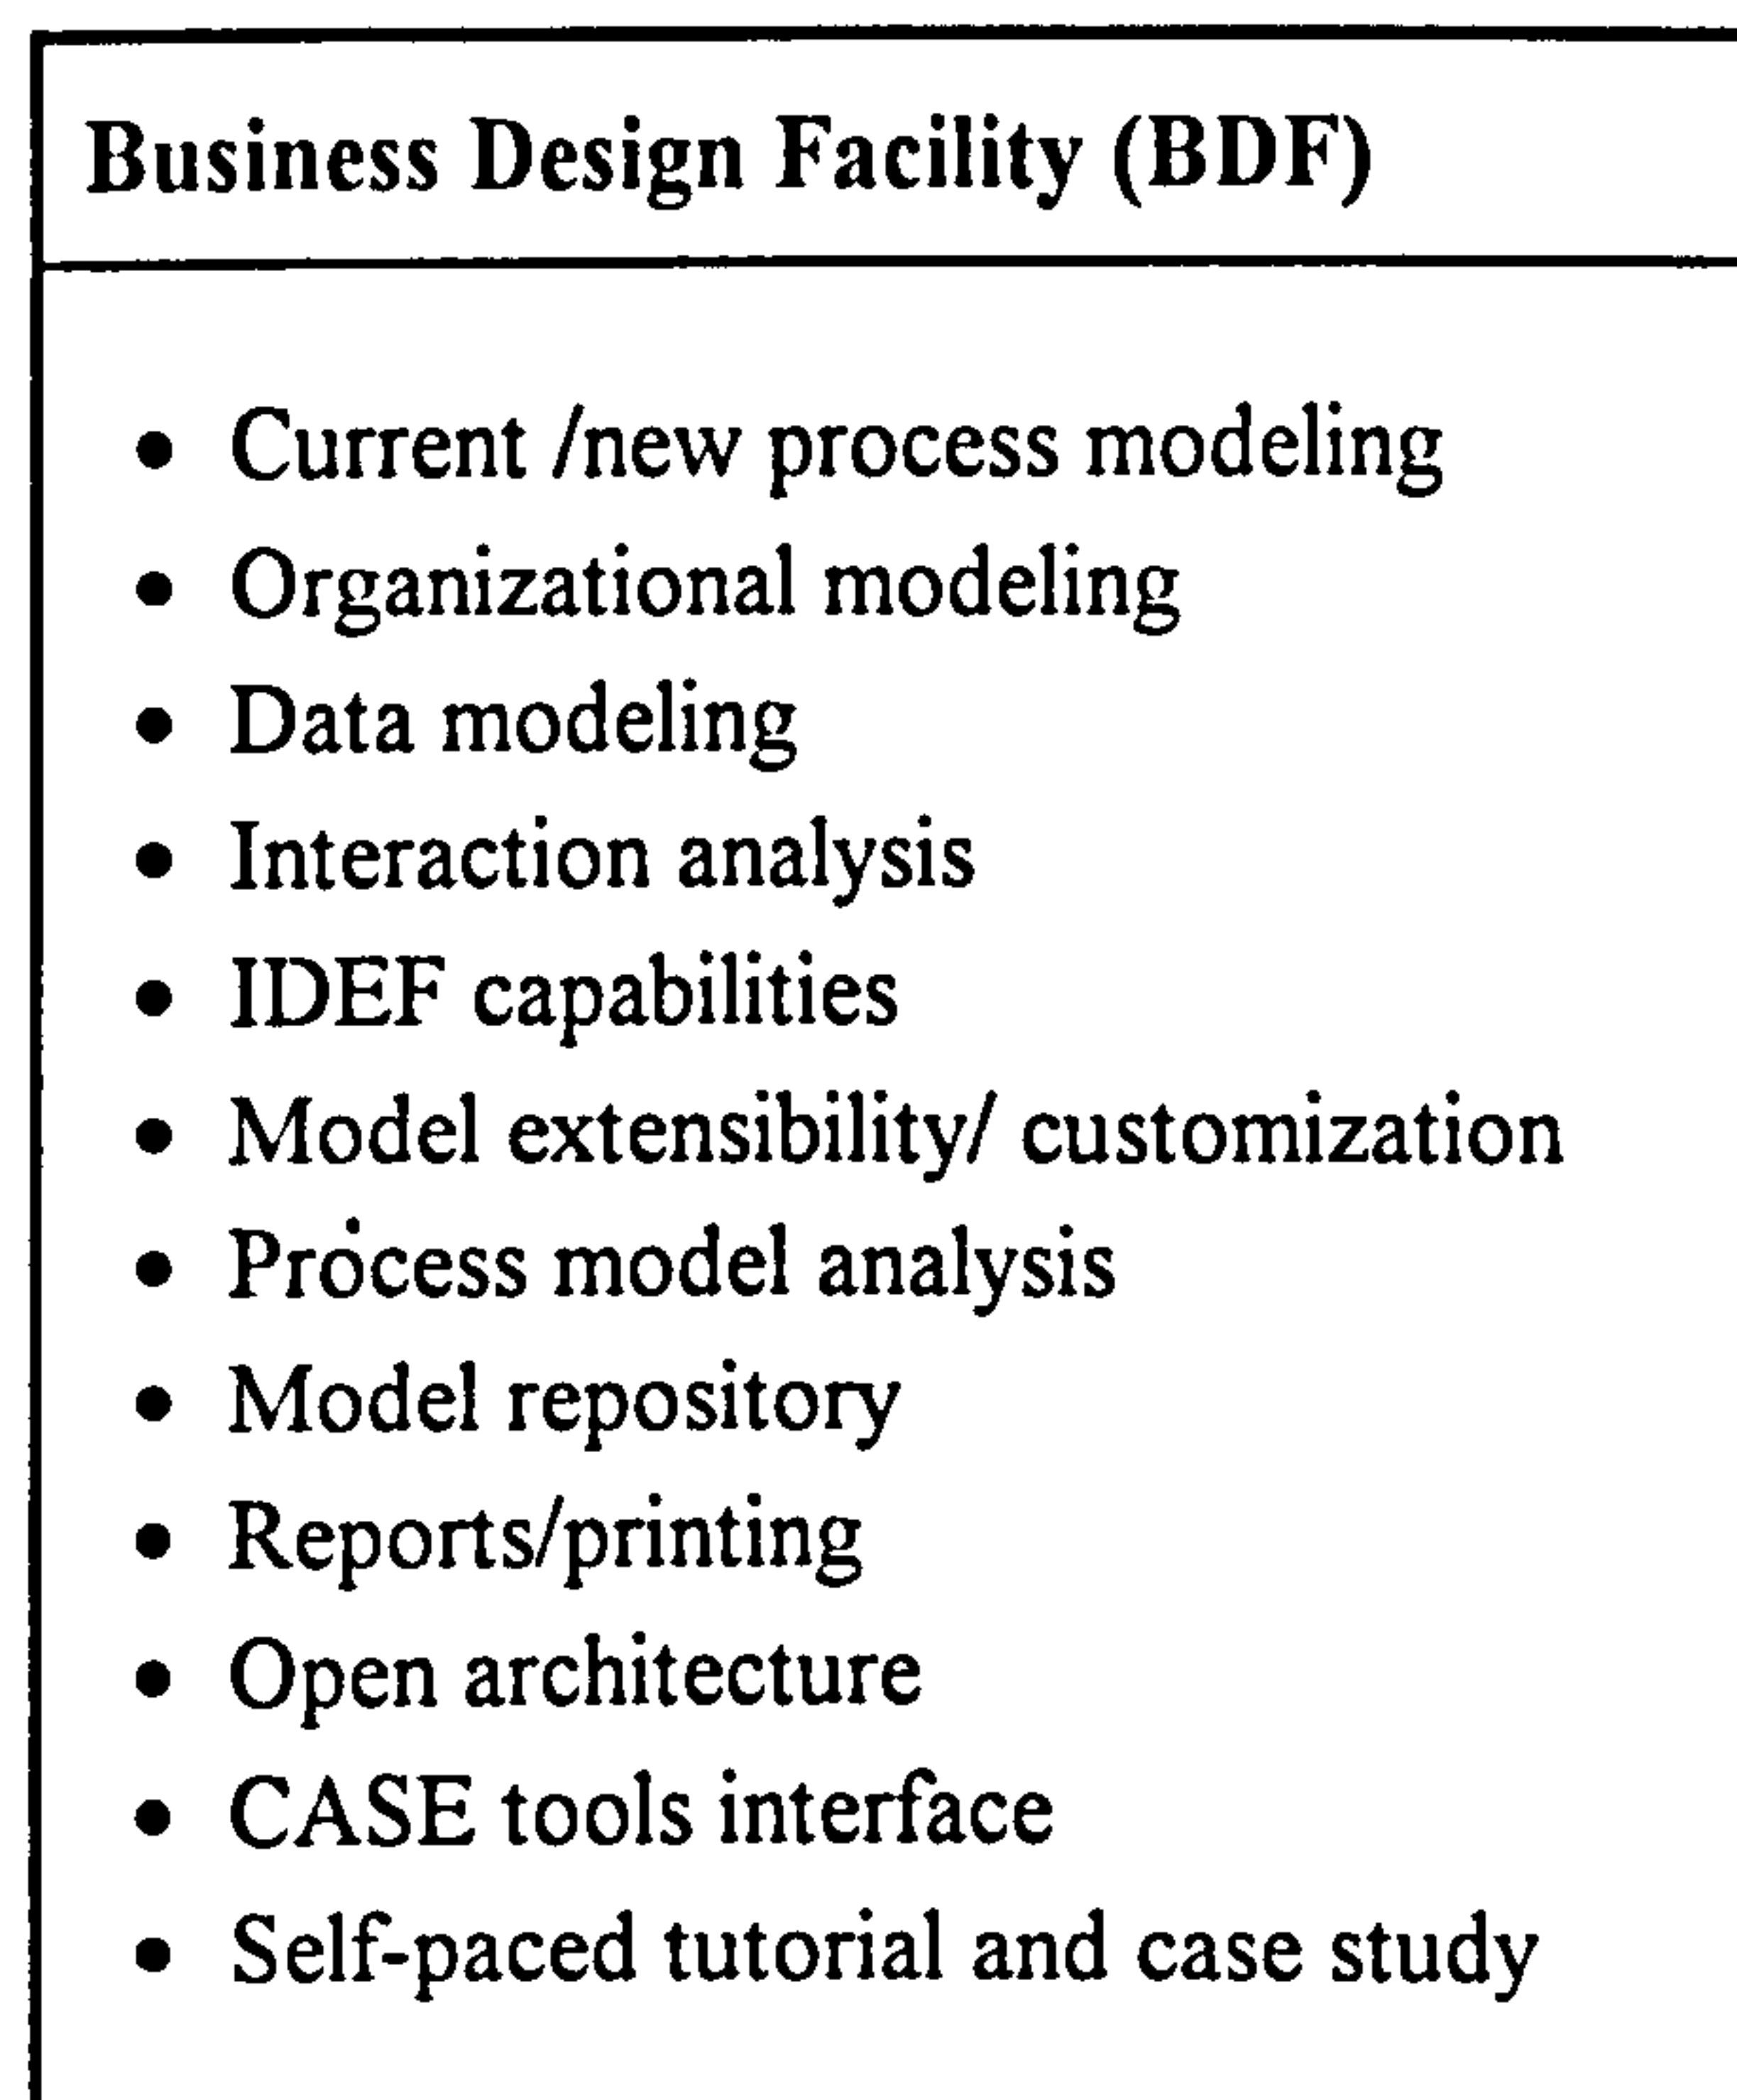 Business Design Facility (BDF)
• Current /new process modeling
• Organizational modeling
• Data modeling
• Interaction analysis
• IDEF capabilities
• Model extensibility/ customization
• Process model analysis
• Model repository
• Reports/printing
• Open architecture
• CASE tools interface
• Self-paced tutorial and case study